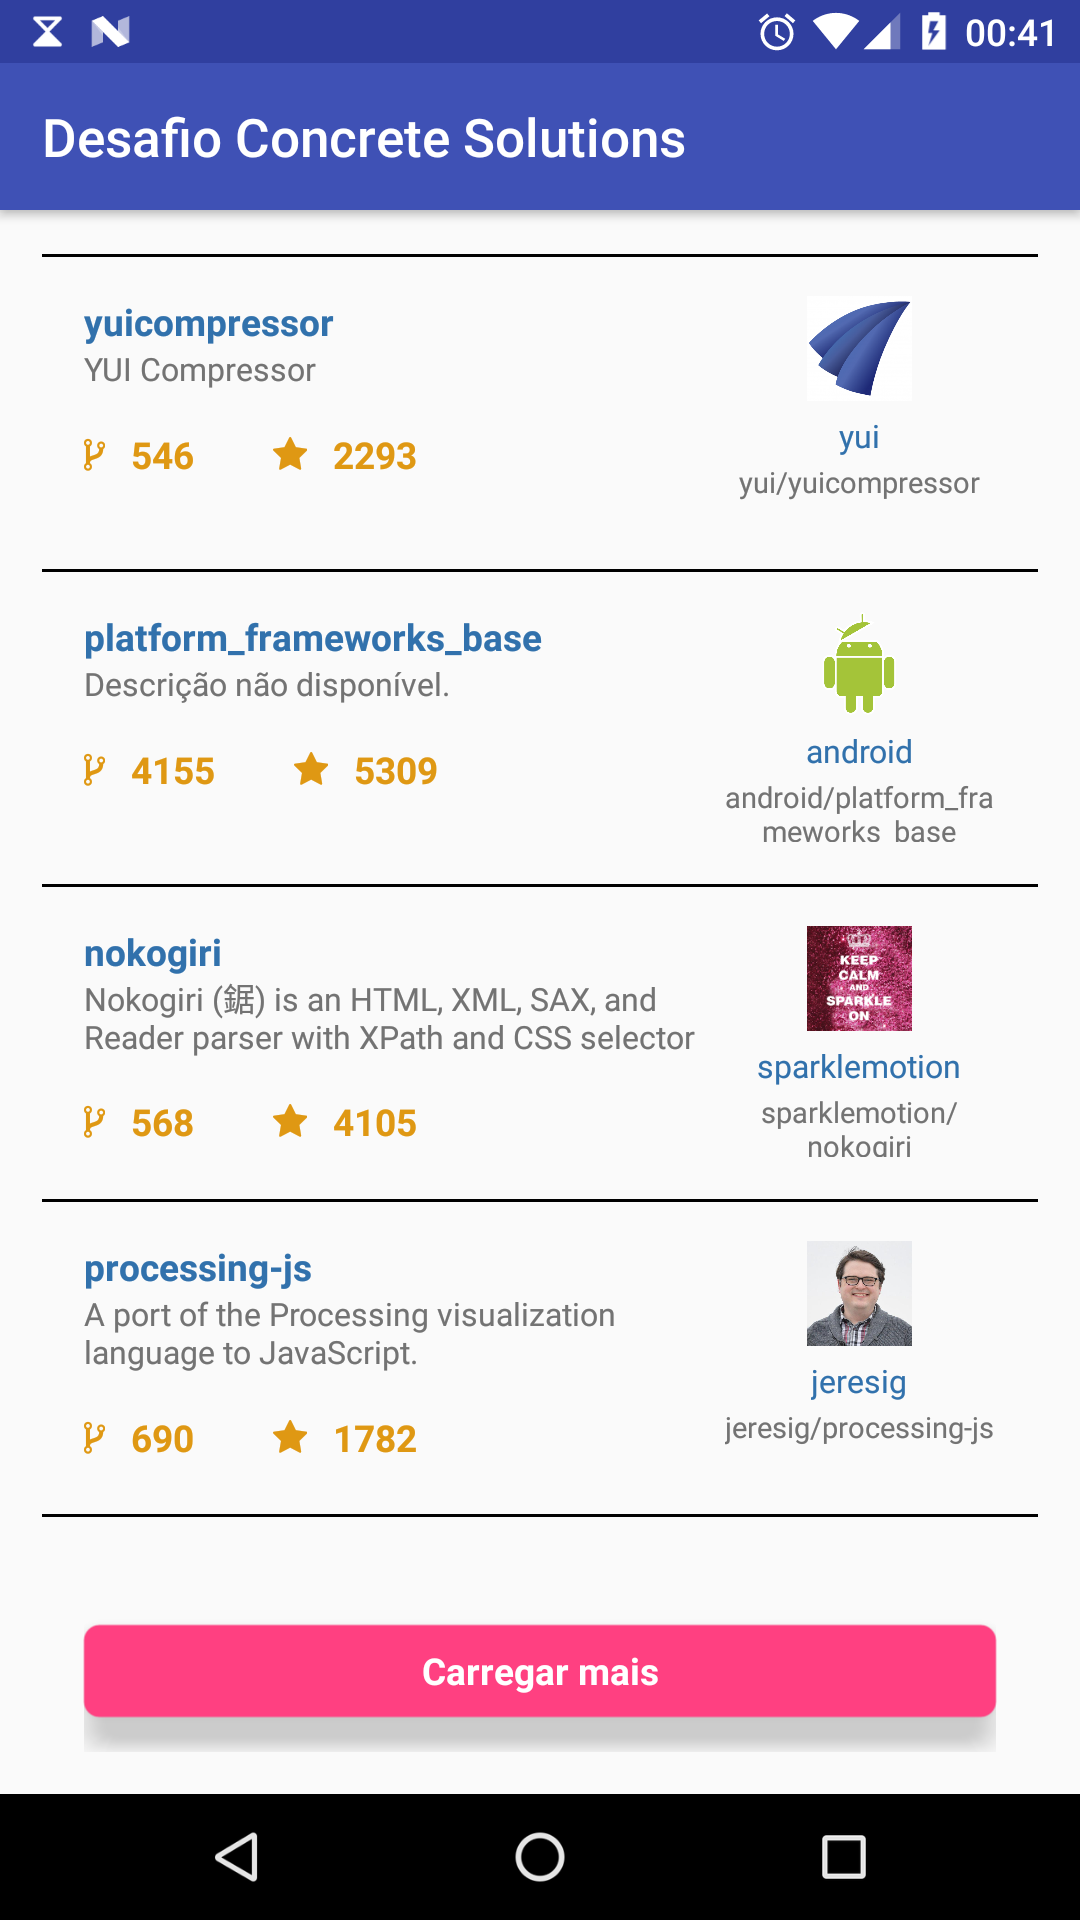 00:41
Desafio Concrete Solutions
yuicompressor
YUI Compressor
546 2293
yui
yui/yuicompressor
platform_frameworks_base
Descrição não disponível.
4155 5309
android
android/platform_fra
meworks_base
nokogiri
Nokogiri (鋸) is an HTML, XML, SAX, and
Reader parser with XPath and CSS selector
568 4105
KEEP
CALM
AND
SPARKLE
ON
sparklemotion
sparklemotion/
nokogiri
processing-js
A port of the Processing visualization
language to JavaScript.
690 1782
jeresig
jeresig/processing-js
Carregar mais